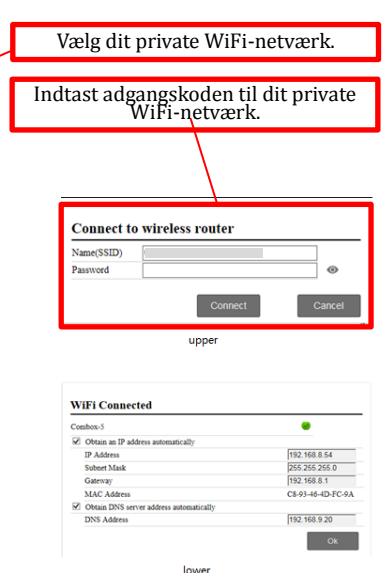 Vælg dit private WiFi-netværk.
Indtast adgangskoden til dit private
WiFi-netværk.
Connect to wireless router
Name(SSID)
Password
Connect Cancel
upper
WiFi Connected
Combox-5
Obtain an IP address automatically
IP Address 192.168.8.54
Subnet Mask 255.255.255.0
Gateway 192.168.8.1
MAC Address C8-93-46-4D-FC-9A
Obtain DNS server address automatically
DNS Address 192.168.9.20
Ok
lower